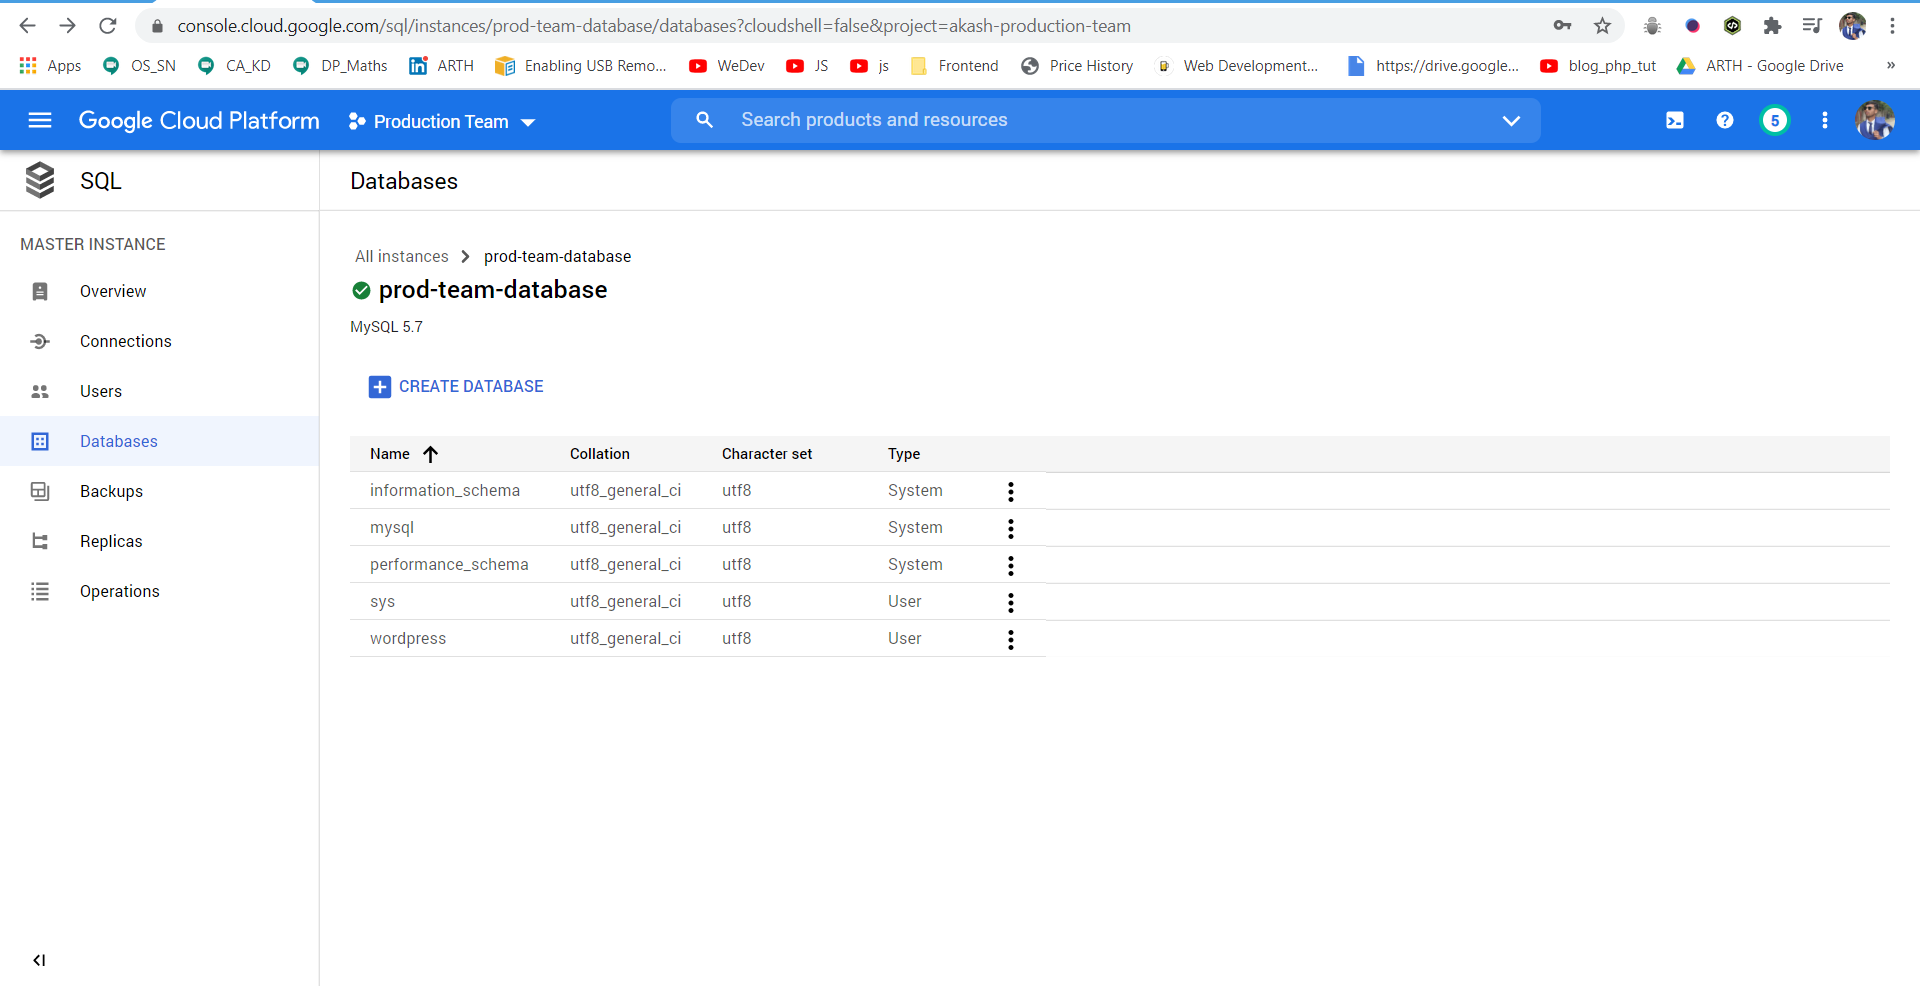 console.cloud.google.com/sql/instances/prod-team-database/databases?cloudshell=false&project=akash-production-team
Apps OS_SN CA_KD DP_Maths ARTH Enabling USB Remo... WeDev JS js Frontend Price History Web Development... https://drive.google... blog_php_tut ARTH - Google Drive »
Google Cloud Platform Production Team Search products and resources 5
SQL Databases
MASTER INSTANCE
Overview
Connections
Users
Databases
Backups
Replicas
Operations
All instances prod-team-database
prod-team-database
MySQL 5.7
CREATE DATABASE
Name Collation Character set Type
information_schema utf8_general_ci utf8 System
mysql utf8_general_ci utf8 System
performance_schema utf8_general_ci utf8 System
sys utf8_general_ci utf8 User
wordpress utf8_general_ci utf8 User